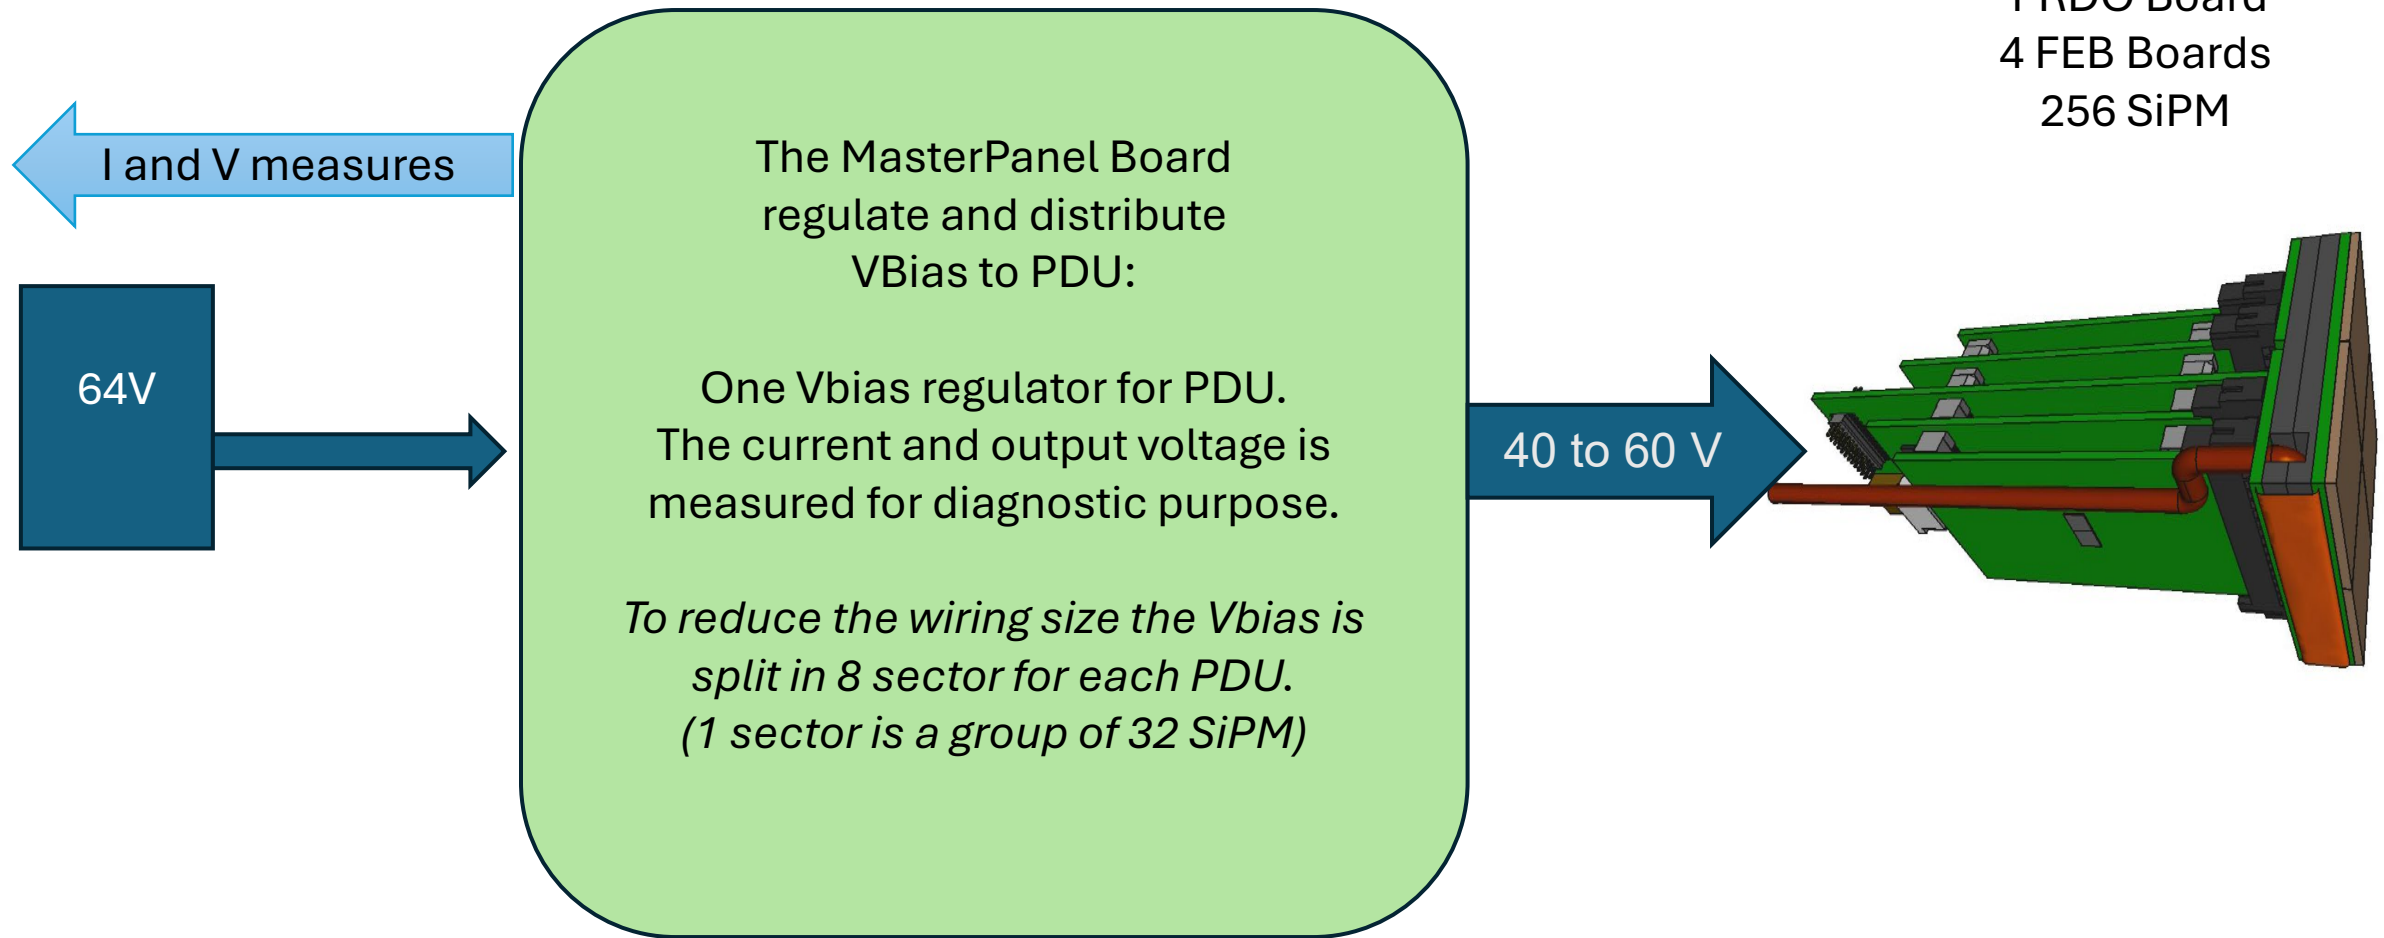 1 RDO Board
4 FEB Boards
256 SiPM
I and V measures
The MasterPanel Board
regulate and distribute
VBias to PDU:
64V
One Vbias regulator for PDU.
The current and output voltage is
measured for diagnostic purpose.
40 to 60 V
To reduce the wiring size the Vbias is
split in 8 sector for each PDU.
(1 sector is a group of 32 SiPM)